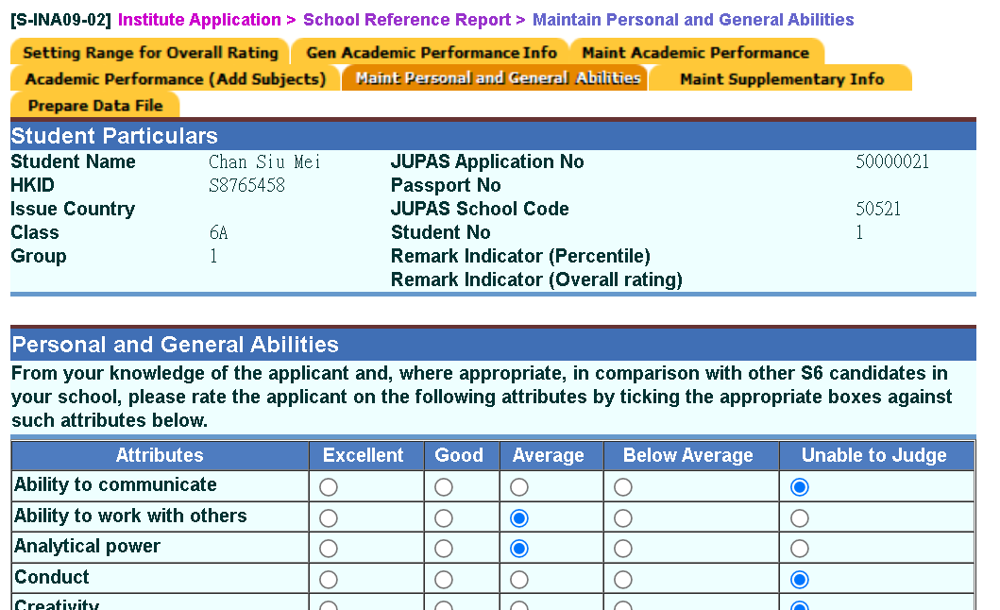 [S-INA09-02] Institute Application > School Reference Report > Maintain Personal and General Abilities
Setting Range for Overall Rating Gen Academic Performance Info Maint Academic Performance
Academic Performance (Add Subjects) Maint Personal and General Abilities Maint Supplementary Info
Prepare Data File
Student Particulars
Student Name Chan Siu Mei JUPAS Application No 50000021
HKID S8765458 Passport No
Issue Country JUPAS School Code 50521
Class 6A Student No 1
Group 1 Remark Indicator (Percentile)
Remark Indicator (Overall rating)
Personal and General Abilities
From your knowledge of the applicant and, where appropriate, in comparison with other S6 candidates in
your school, please rate the applicant on the following attributes by ticking the appropriate boxes against
such attributes below.
Attributes Excellent Good Average Below Average Unable to Judge
Ability to communicate
Ability to work with others
Analytical power
Conduct
Creativity